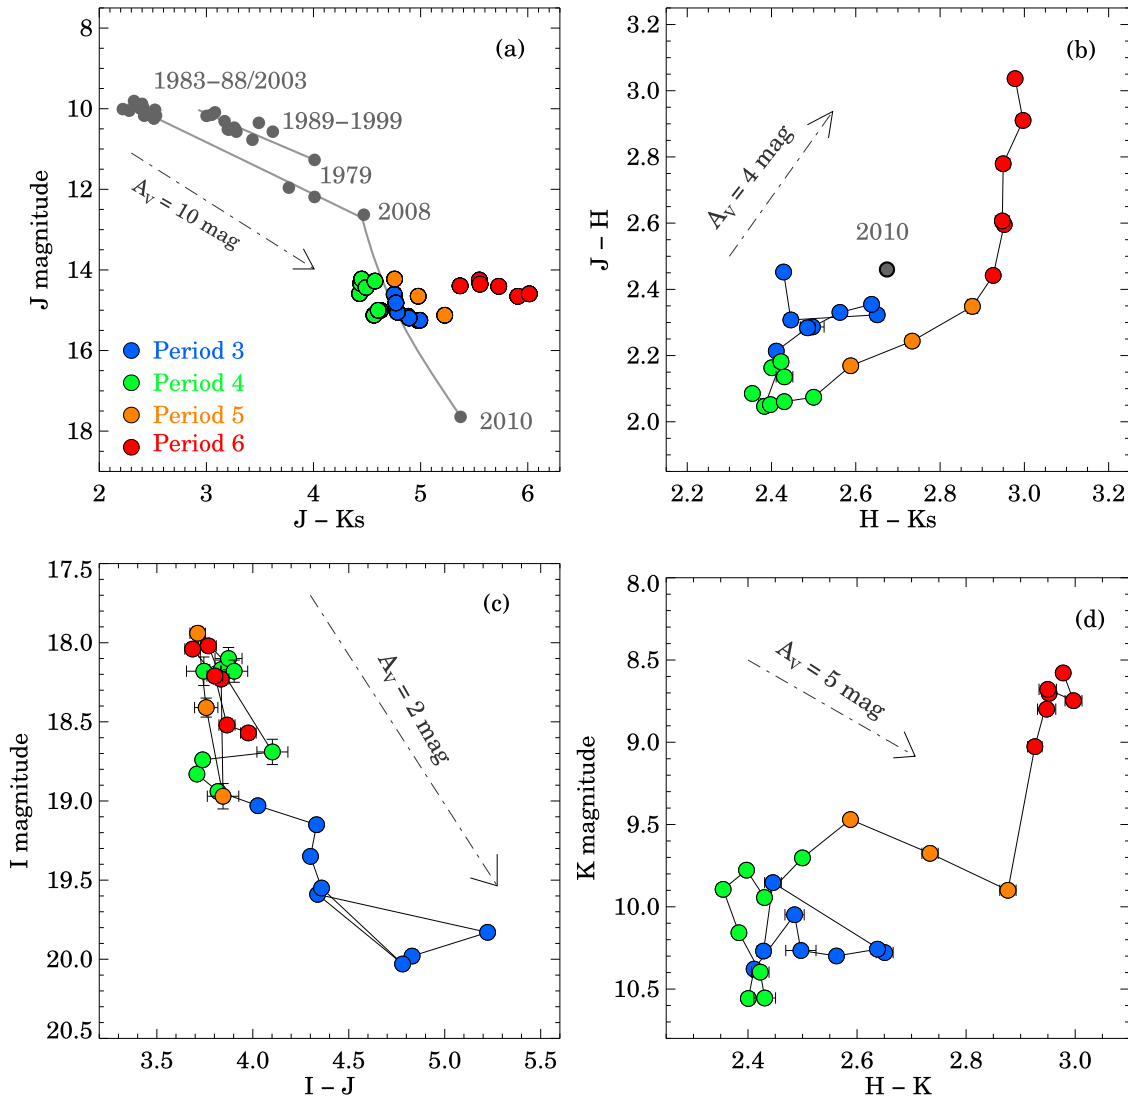 (a)
8
10
12
14
16
18
J magnitude
1983–88/2003
1989–1999
1979
2008
2010
A_V = 10 mag
Period 3
Period 4
Period 5
Period 6
2 3 4 5 6
J – Ks
(b)
3.2
3.0
2.8
2.6
2.4
2.2
2.0
J – H
A_V = 4 mag
2010
2.2 2.4 2.6 2.8 3.0 3.2
H – Ks
(c)
17.5
18.0
18.5
19.0
19.5
20.0
20.5
I magnitude
A_V = 2 mag
3.5 4.0 4.5 5.0 5.5
I – J
(d)
8.0
8.5
9.0
9.5
10.0
10.5
K magnitude
A_V = 5 mag
2.4 2.6 2.8 3.0
H – K